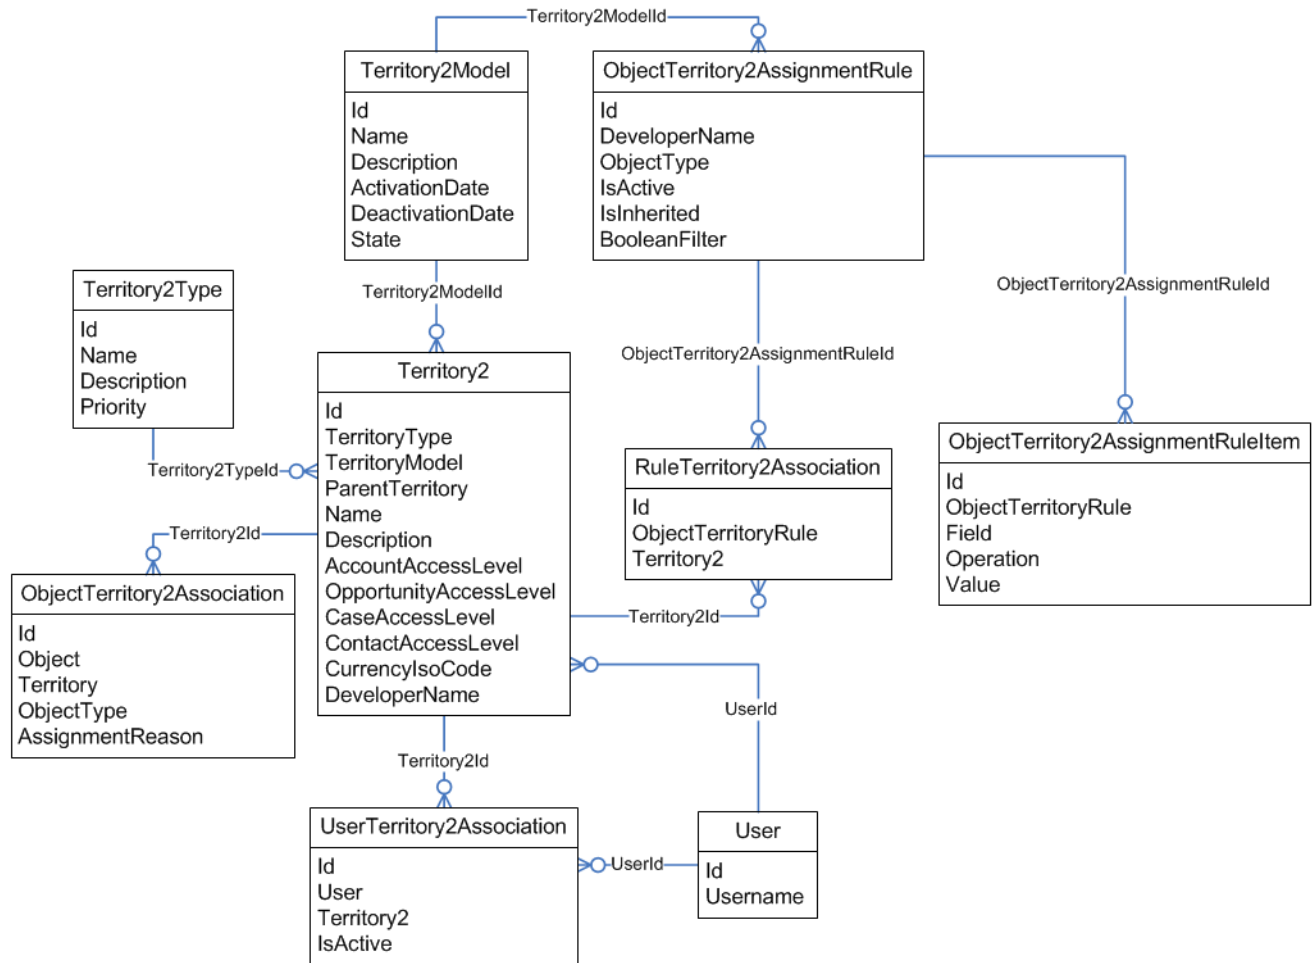 Territory2ModelId
Territory2Model
Id
Name
Description
ActivationDate
DeactivationDate
State
ObjectTerritory2AssignmentRule
Id
DeveloperName
ObjectType
IsActive
IsInherited
BooleanFilter
Territory2ModelId
ObjectTerritory2AssignmentRuleId
ObjectTerritory2AssignmentRuleId
Territory2Type
Id
Name
Description
Priority
Territory2TypeId
Territory2
Id
TerritoryType
TerritoryModel
ParentTerritory
Name
Description
AccountAccessLevel
OpportunityAccessLevel
CaseAccessLevel
ContactAccessLevel
CurrencyIsoCode
DeveloperName
RuleTerritory2Association
Id
ObjectTerritoryRule
Territory2
ObjectTerritory2AssignmentRuleItem
Id
ObjectTerritoryRule
Field
Operation
Value
Territory2Id
ObjectTerritory2Association
Id
Object
Territory
ObjectType
AssignmentReason
Territory2Id
UserId
Territory2Id
UserTerritory2Association
Id
User
Territory2
IsActive
UserId
User
Id
Username